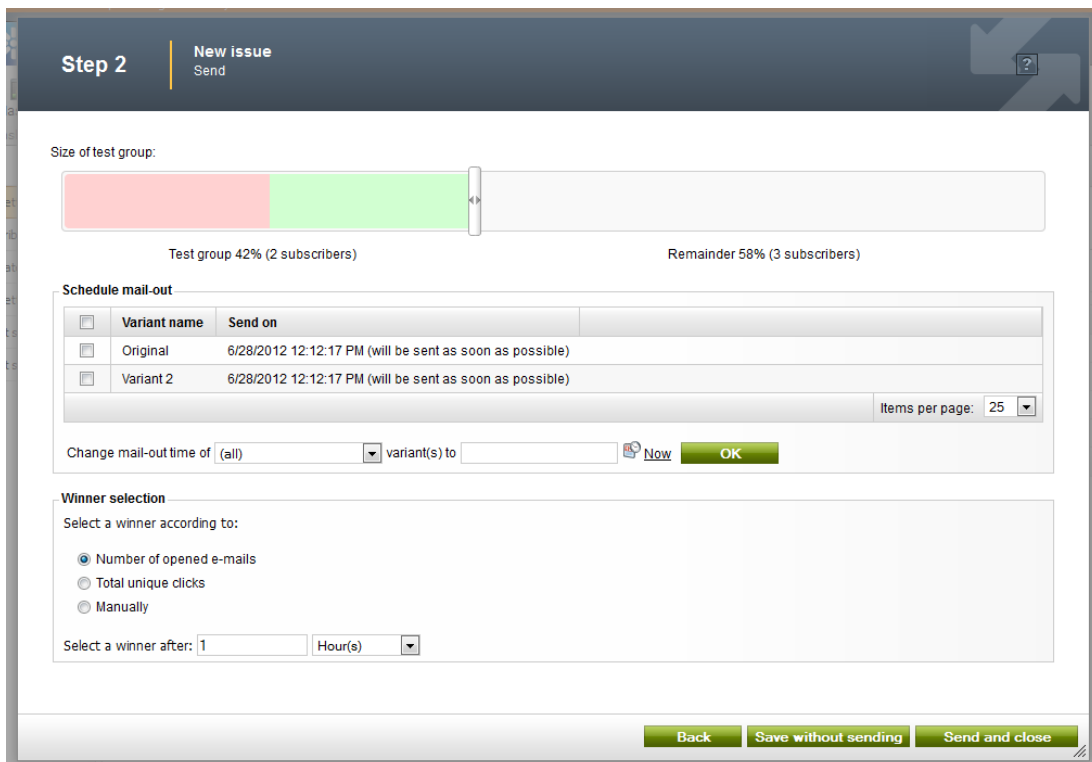 Step 2
New issue
Send
?
Size of test group:
Test group 42% (2 subscribers) Remainder 58% (3 subscribers)
Schedule mail-out
Variant name Send on
Original 6/28/2012 12:12:17 PM (will be sent as soon as possible)
Variant 2 6/28/2012 12:12:17 PM (will be sent as soon as possible)
Items per page: 25
Change mail-out time of (all) variant(s) to Now OK
Winner selection
Select a winner according to:
Number of opened e-mails
Total unique clicks
Manually
Select a winner after: 1 Hour(s)
Back Save without sending Send and close